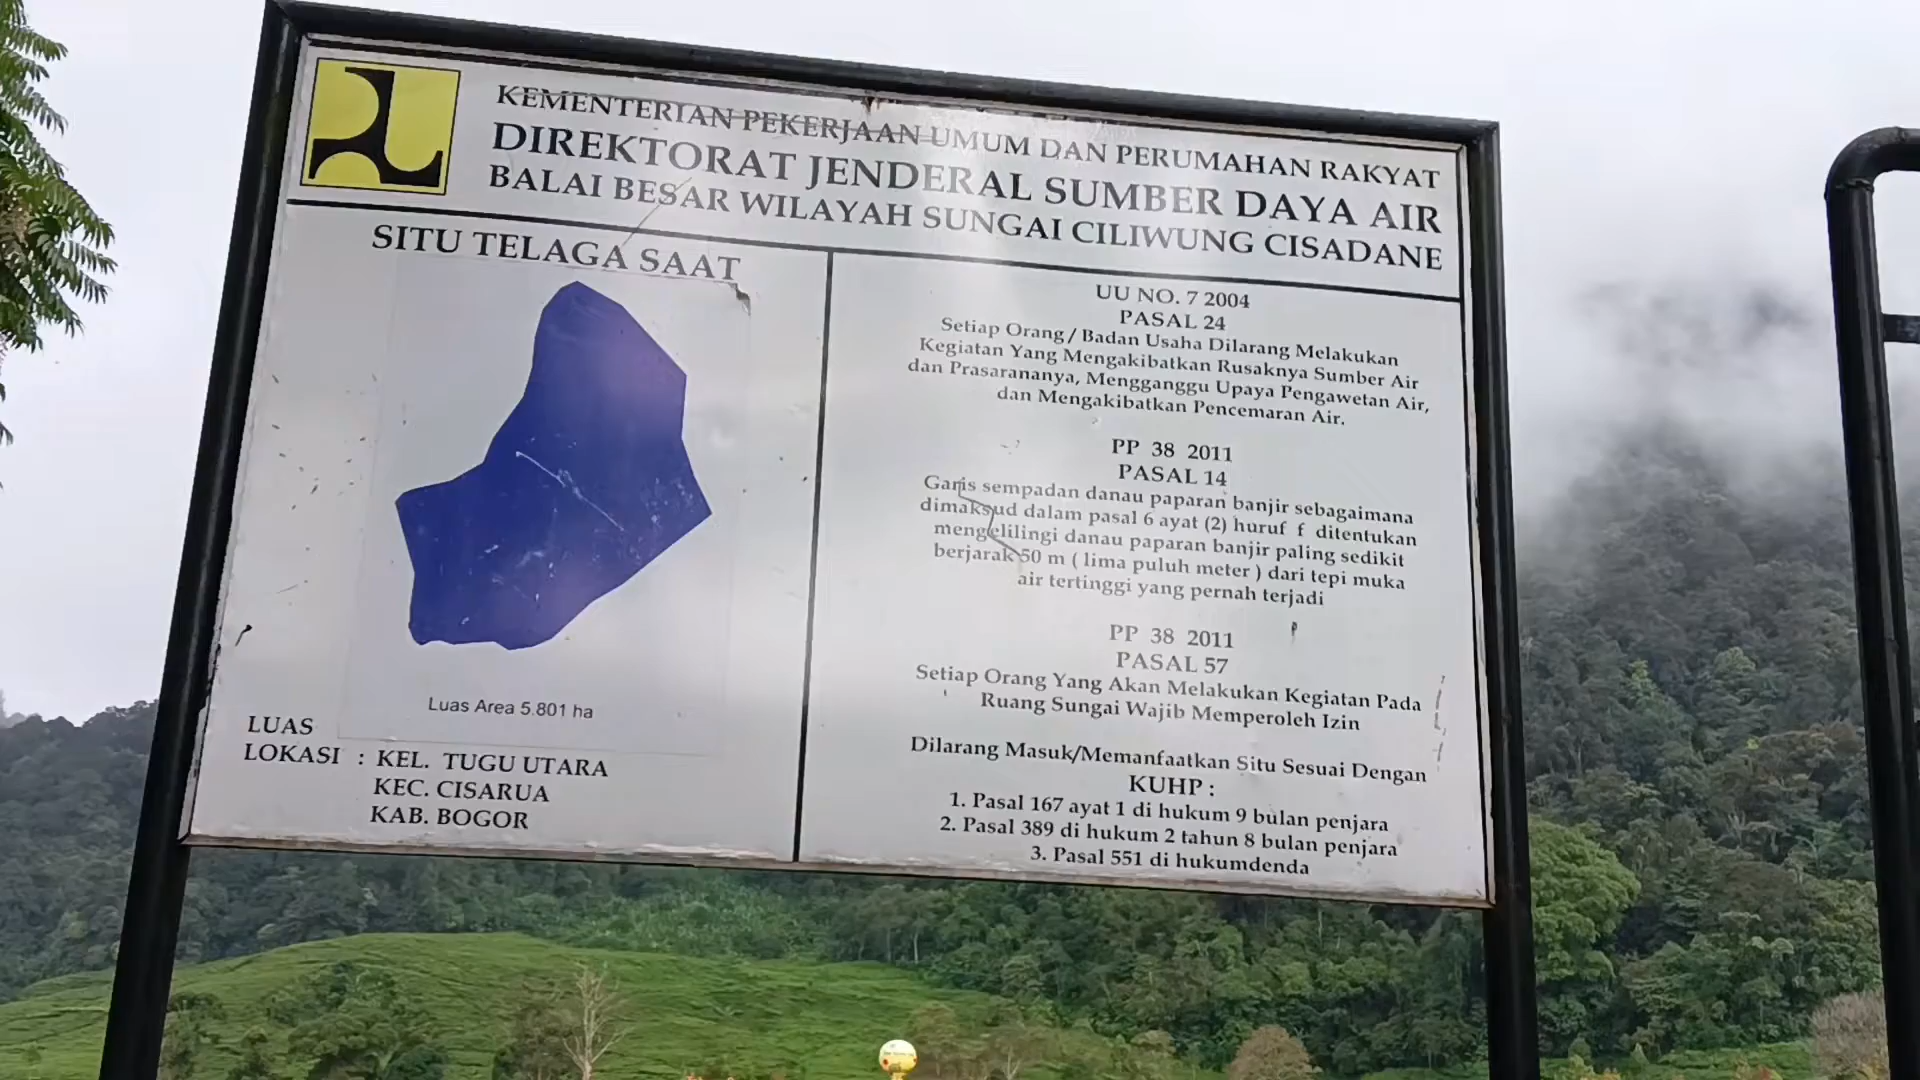 KEMENTERIAN PEKERJAAN UMUM DAN PERUMAHAN RAKYAT
DIREKTORAT JENDERAL SUMBER DAYA AIR
BALAI BESAR WILAYAH SUNGAI CILIWUNG CISADANE
SITU TELAGA SAAT
Luas Area 5.801 ha
LUAS
LOKASI : KEL. TUGU UTARA
KEC. CISARUA
KAB. BOGOR
UU NO. 7 2004
PASAL 24
Setiap Orang/ Badan Usaha Dilarang Melakukan
Kegiatan Yang Mengakibatkan Rusaknya Sumber Air
dan Prasarananya, Mengganggu Upaya Pengawetan Air,
dan Mengakibatkan Pencemaran Air.
PP 38 2011
PASAL 14
Garis sempadan danau paparan banjir sebagaimana
dimaksud dalam pasal 6 ayat (2) huruf f ditentukan
mengelilingi danau paparan banjir paling sedikit
berjarak 50 m ( lima puluh meter ) dari tepi muka
air tertinggi yang pernah terjadi
PP 38 2011
PASAL 57
Setiap Orang Yang Akan Melakukan Kegiatan Pada
Ruang Sungai Wajib Memperoleh Izin
Dilarang Masuk/Memanfaatkan Situ Sesuai Dengan
KUHP :
1. Pasal 167 ayat 1 di hukum 9 bulan penjara
2. Pasal 389 di hukum 2 tahun 8 bulan penjara
3. Pasal 551 di hukumdenda